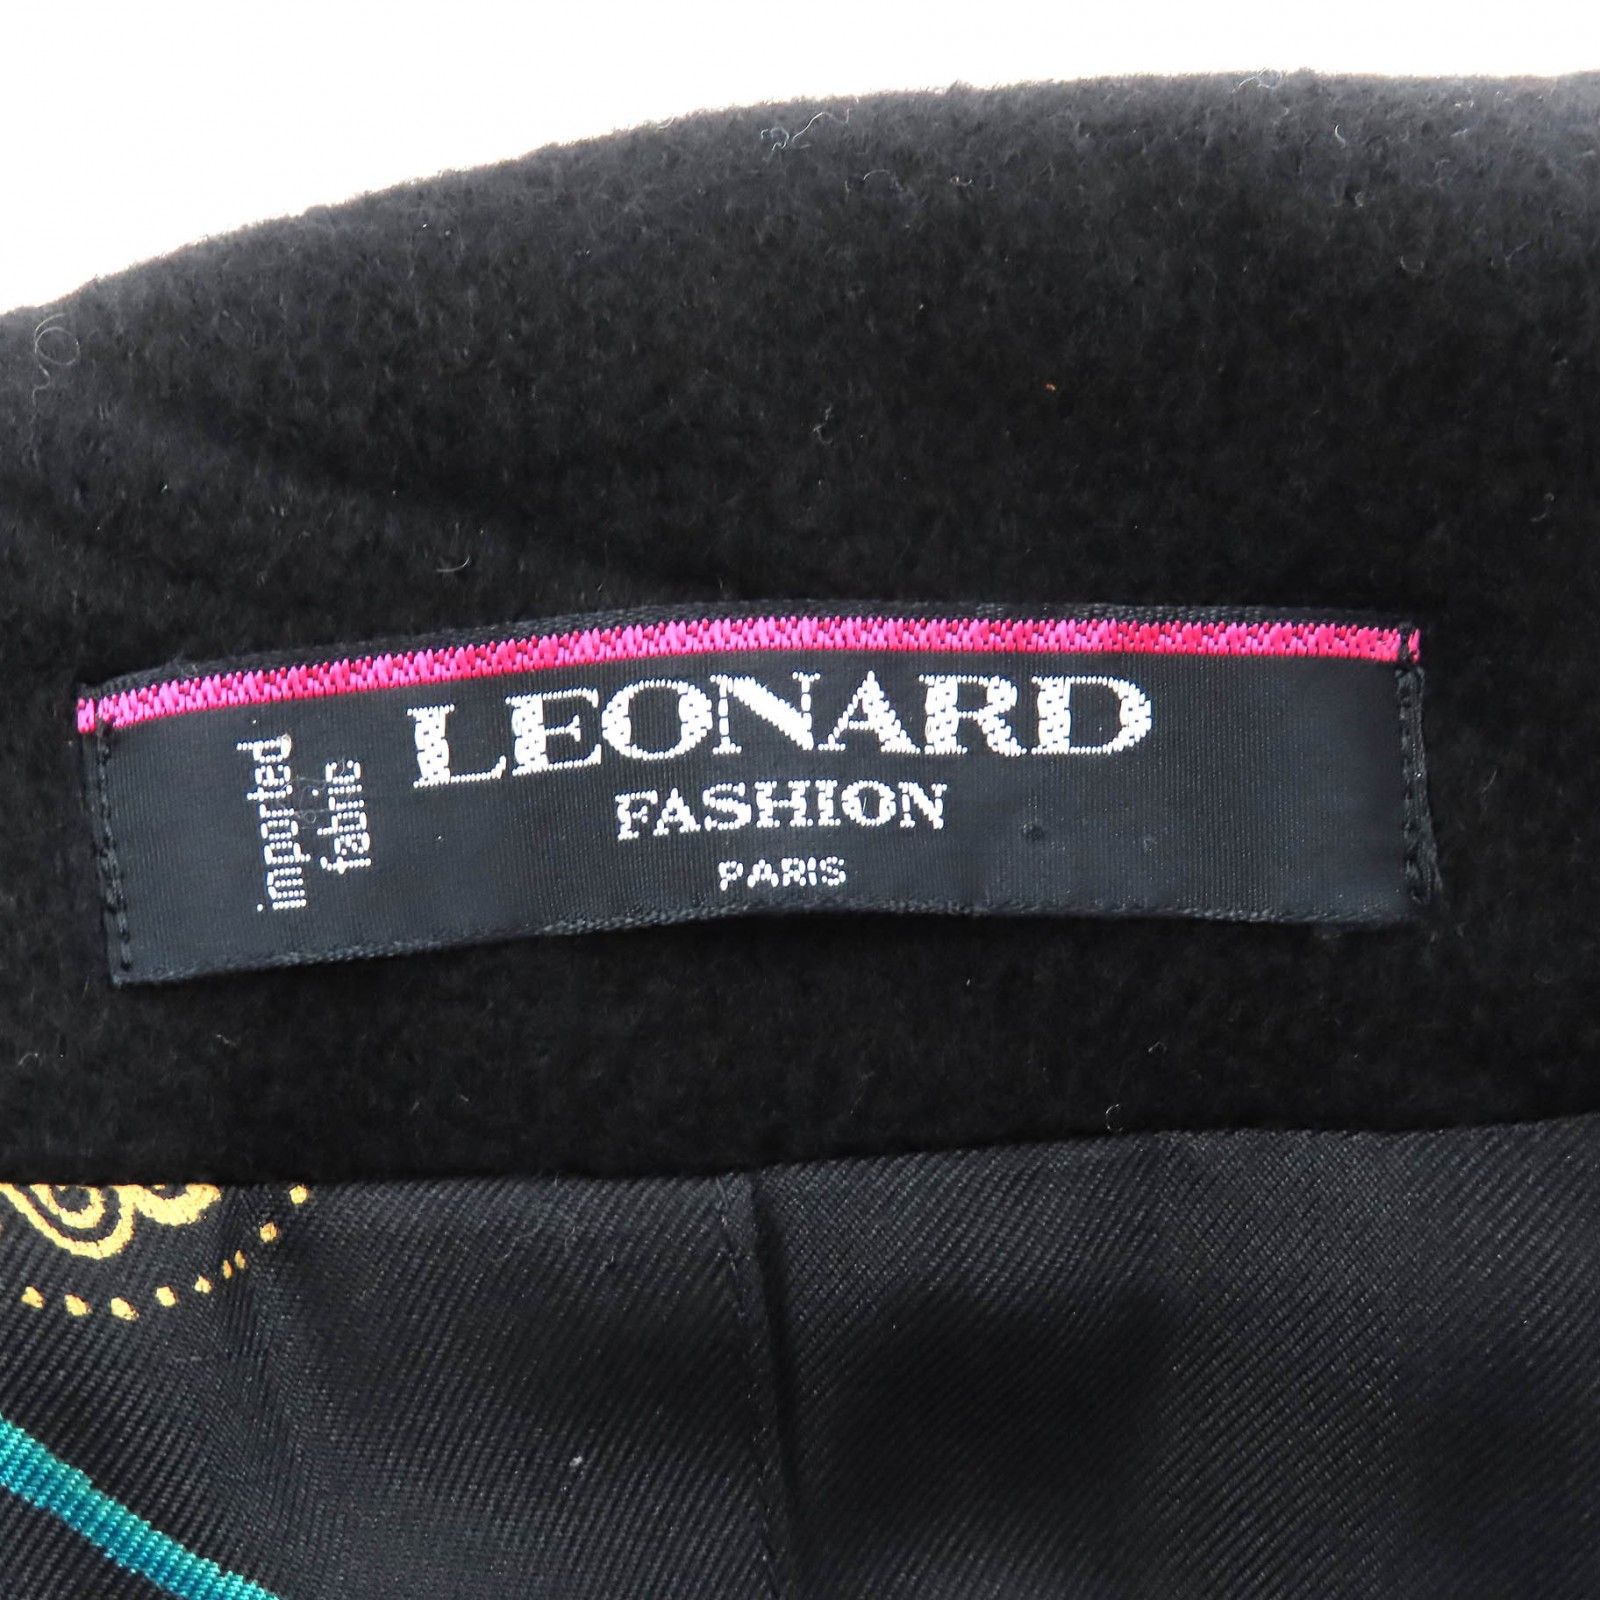 LEONARD
FASHION
PARIS
imported
fabric